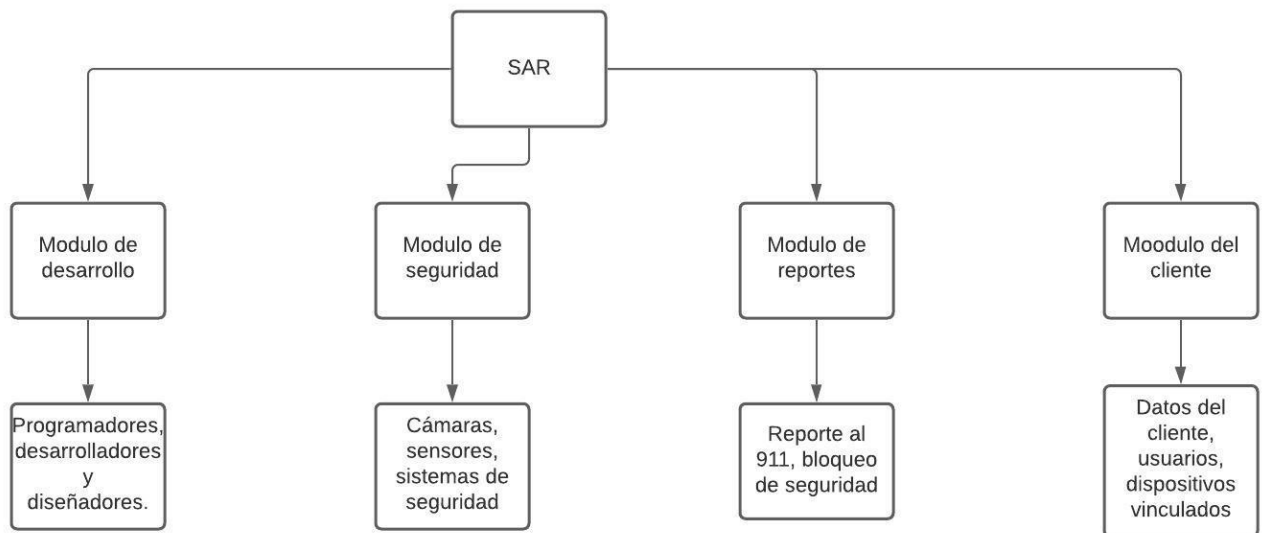 SAR
Modulo de
desarrollo
Modulo de
seguridad
Modulo de
reportes
Moodulo del
cliente
Programadores,
desarrolladores
y
diseñadores.
Cámaras,
sensores,
sistemas de
seguridad
Reporte al
911, bloqueo
de seguridad
Datos del
cliente,
usuarios,
dispositivos
vinculados